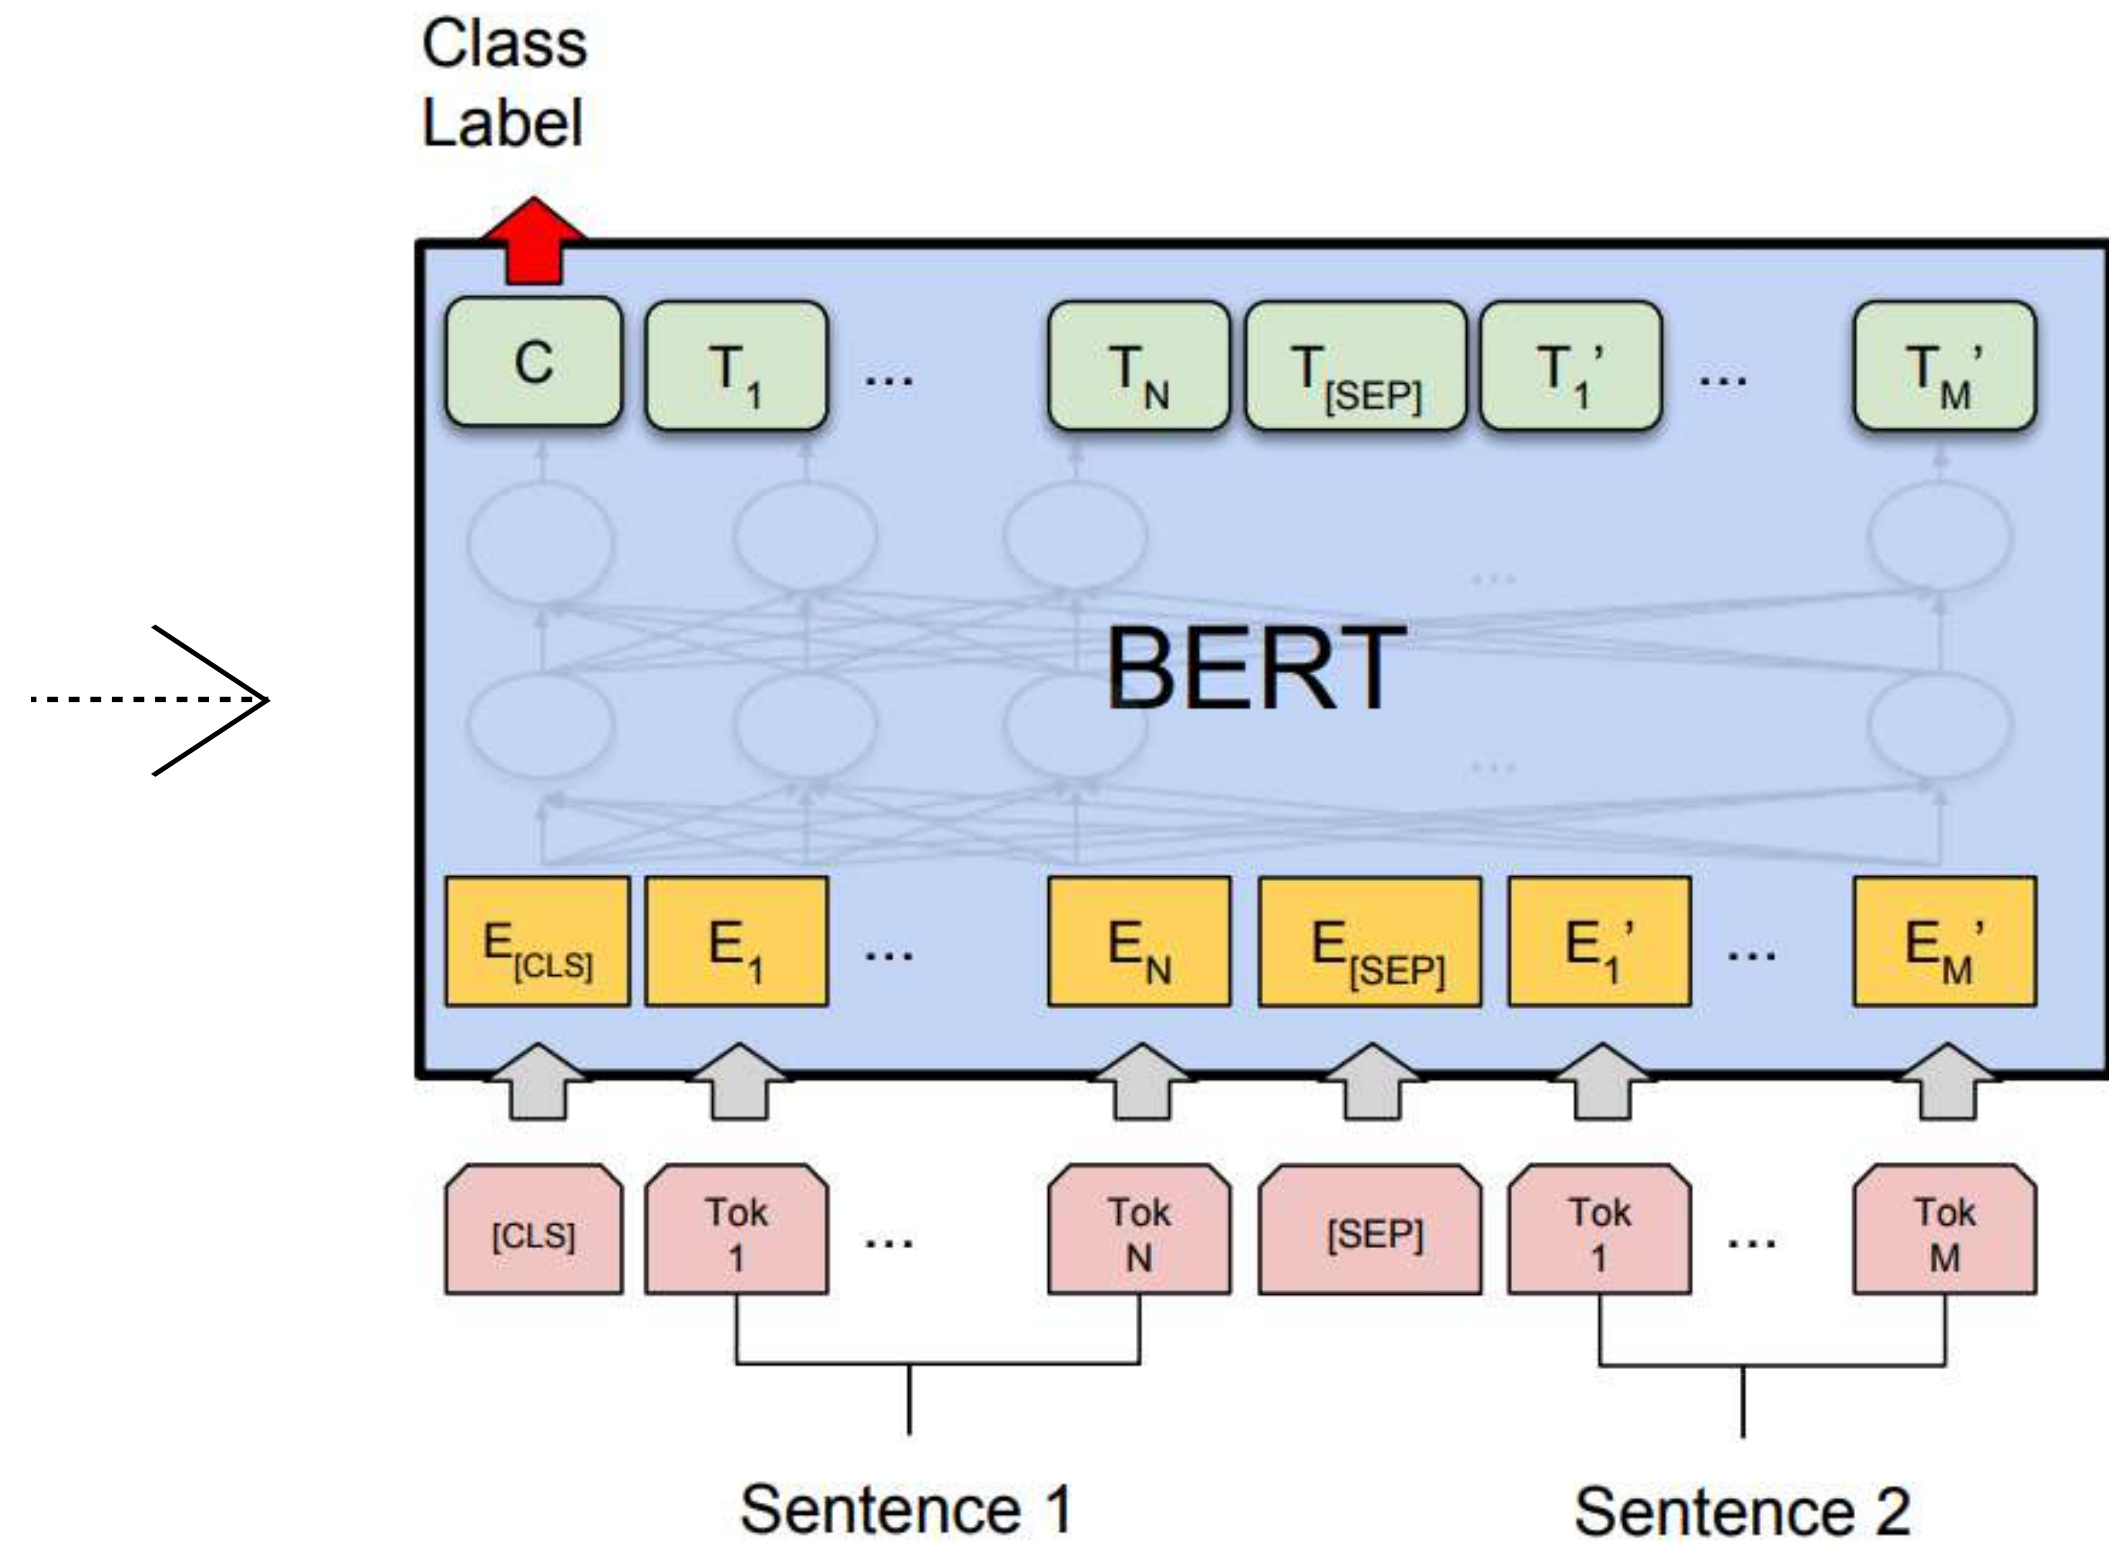 Class
Label
C T1 ... TN T[SEP] T1’ ... TM’
...
BERT
...
E[CLS] E1 ... EN E[SEP] E1’ ... EM’
[CLS] Tok 1 ... Tok N [SEP] Tok 1 ... Tok M
Sentence 1 Sentence 2